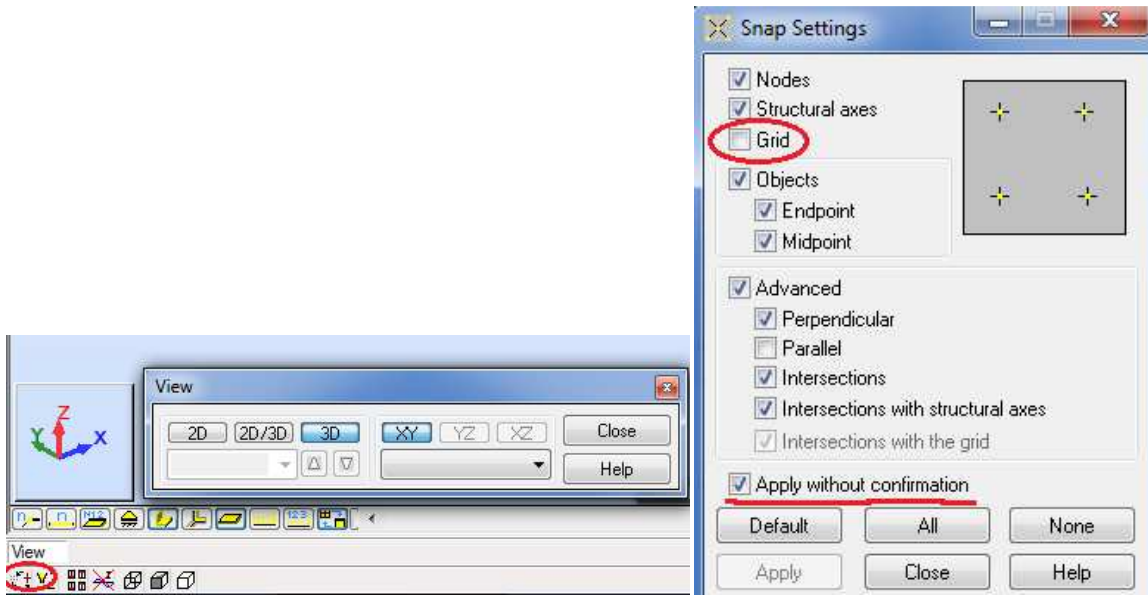 Z
Y X
View
2D 2D/3D 3D XY YZ XZ Close
Help
View
Snap Settings
Nodes
Structural axes
Grid
Objects
Endpoint
Midpoint
Advanced
Perpendicular
Parallel
Intersections
Intersections with structural axes
Intersections with the grid
Apply without confirmation
Default All None
Apply Close Help